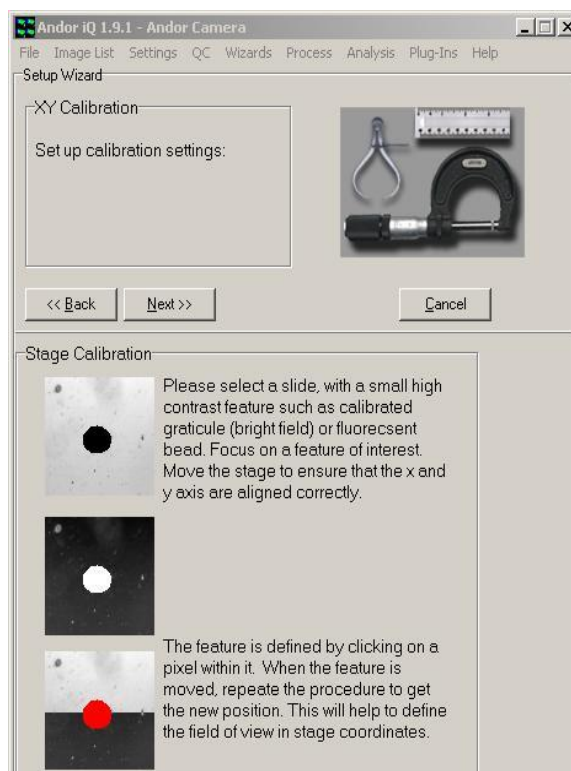 Andor iQ 1.9.1 - Andor Camera
File Image List Settings QC Wizards Process Analysis Plug-Ins Help
Setup Wizard
XY Calibration
Set up calibration settings:
<< Back
Next >>
Cancel
Stage Calibration
Please select a slide, with a small high
contrast feature such as calibrated
graticule (bright field) or fluorecsent
bead. Focus on a feature of interest.
Move the stage to ensure that the x and
y axis are aligned correctly.
The feature is defined by clicking on a
pixel within it. When the feature is
moved, repeate the procedure to get
the new position. This will help to define
the field of view in stage coordinates.